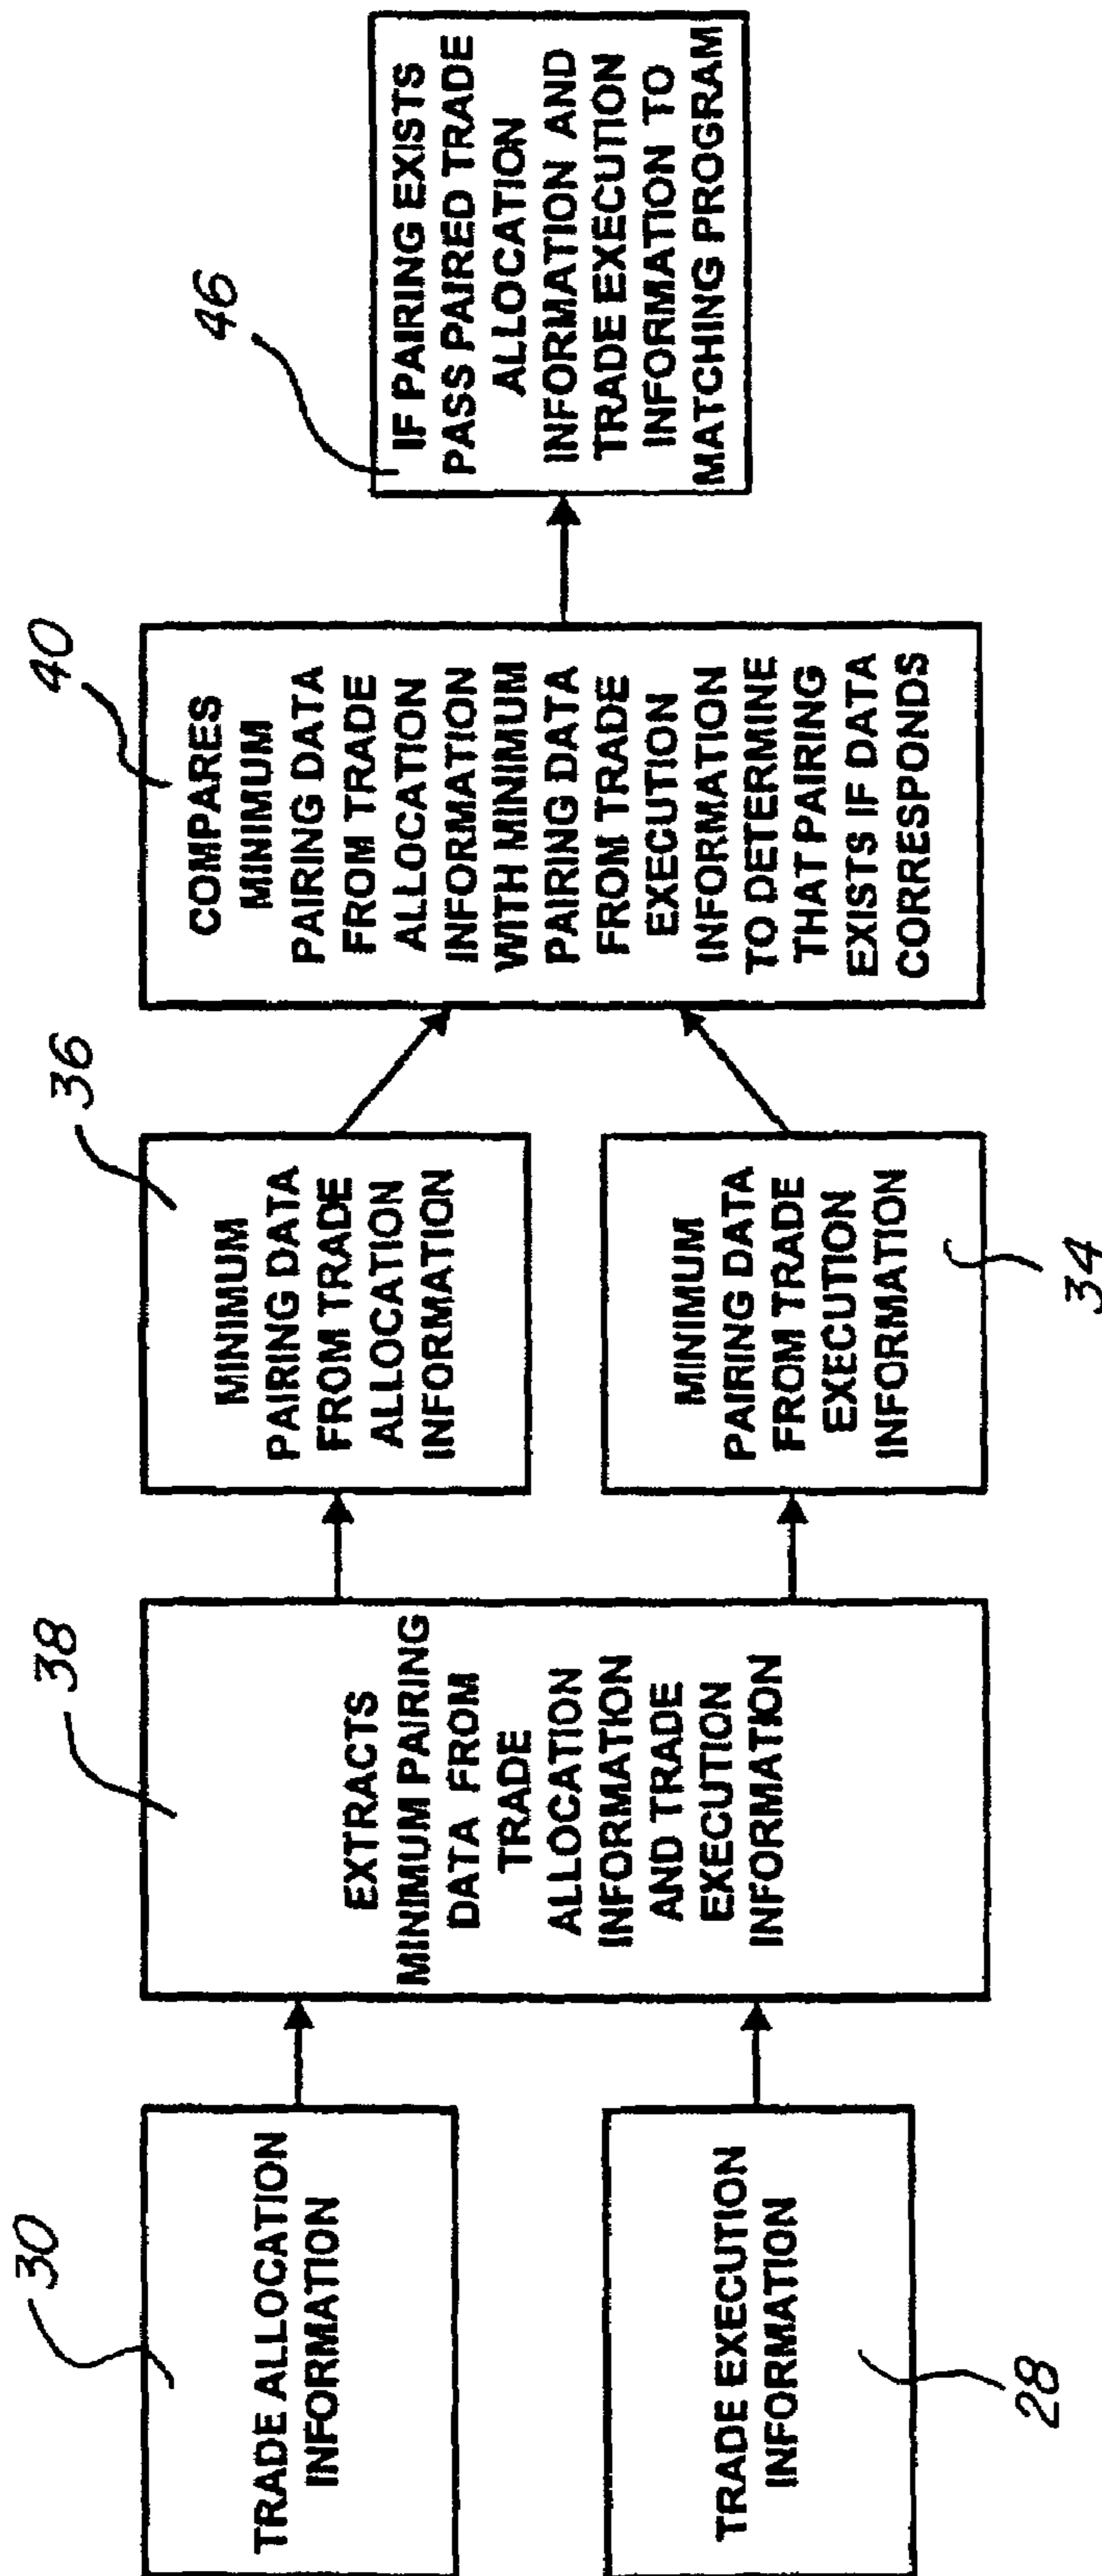 30
TRADE ALLOCATION
INFORMATION
TRADE EXECUTION
INFORMATION
28
38
EXTRACTS
MINIMUM PAIRING
DATA FROM
TRADE
ALLOCATION
INFORMATION
AND TRADE
EXECUTION
INFORMATION
36
MINIMUM
PAIRING DATA
FROM TRADE
ALLOCATION
INFORMATION
MINIMUM
PAIRING DATA
FROM TRADE
EXECUTION
INFORMATION
34
40
COMPARES
MINIMUM
PAIRING DATA
FROM TRADE
ALLOCATION
INFORMATION
WITH MINIMUM
PAIRING DATA
FROM TRADE
EXECUTION
INFORMATION
TO DETERMINE
THAT PAIRING
EXISTS IF DATA
CORRESPONDS
46
IF PAIRING EXISTS
PASS PAIRED TRADE
ALLOCATION
INFORMATION AND
TRADE EXECUTION
INFORMATION TO
MATCHING PROGRAM